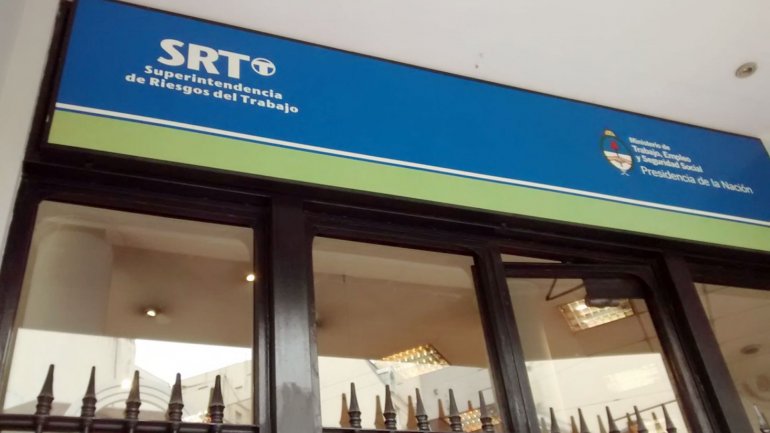 SRT
Superintendencia
de Riesgos del Trabajo
Ministerio de
Trabajo, Empleo
y Seguridad Social
Presidencia de la Nación